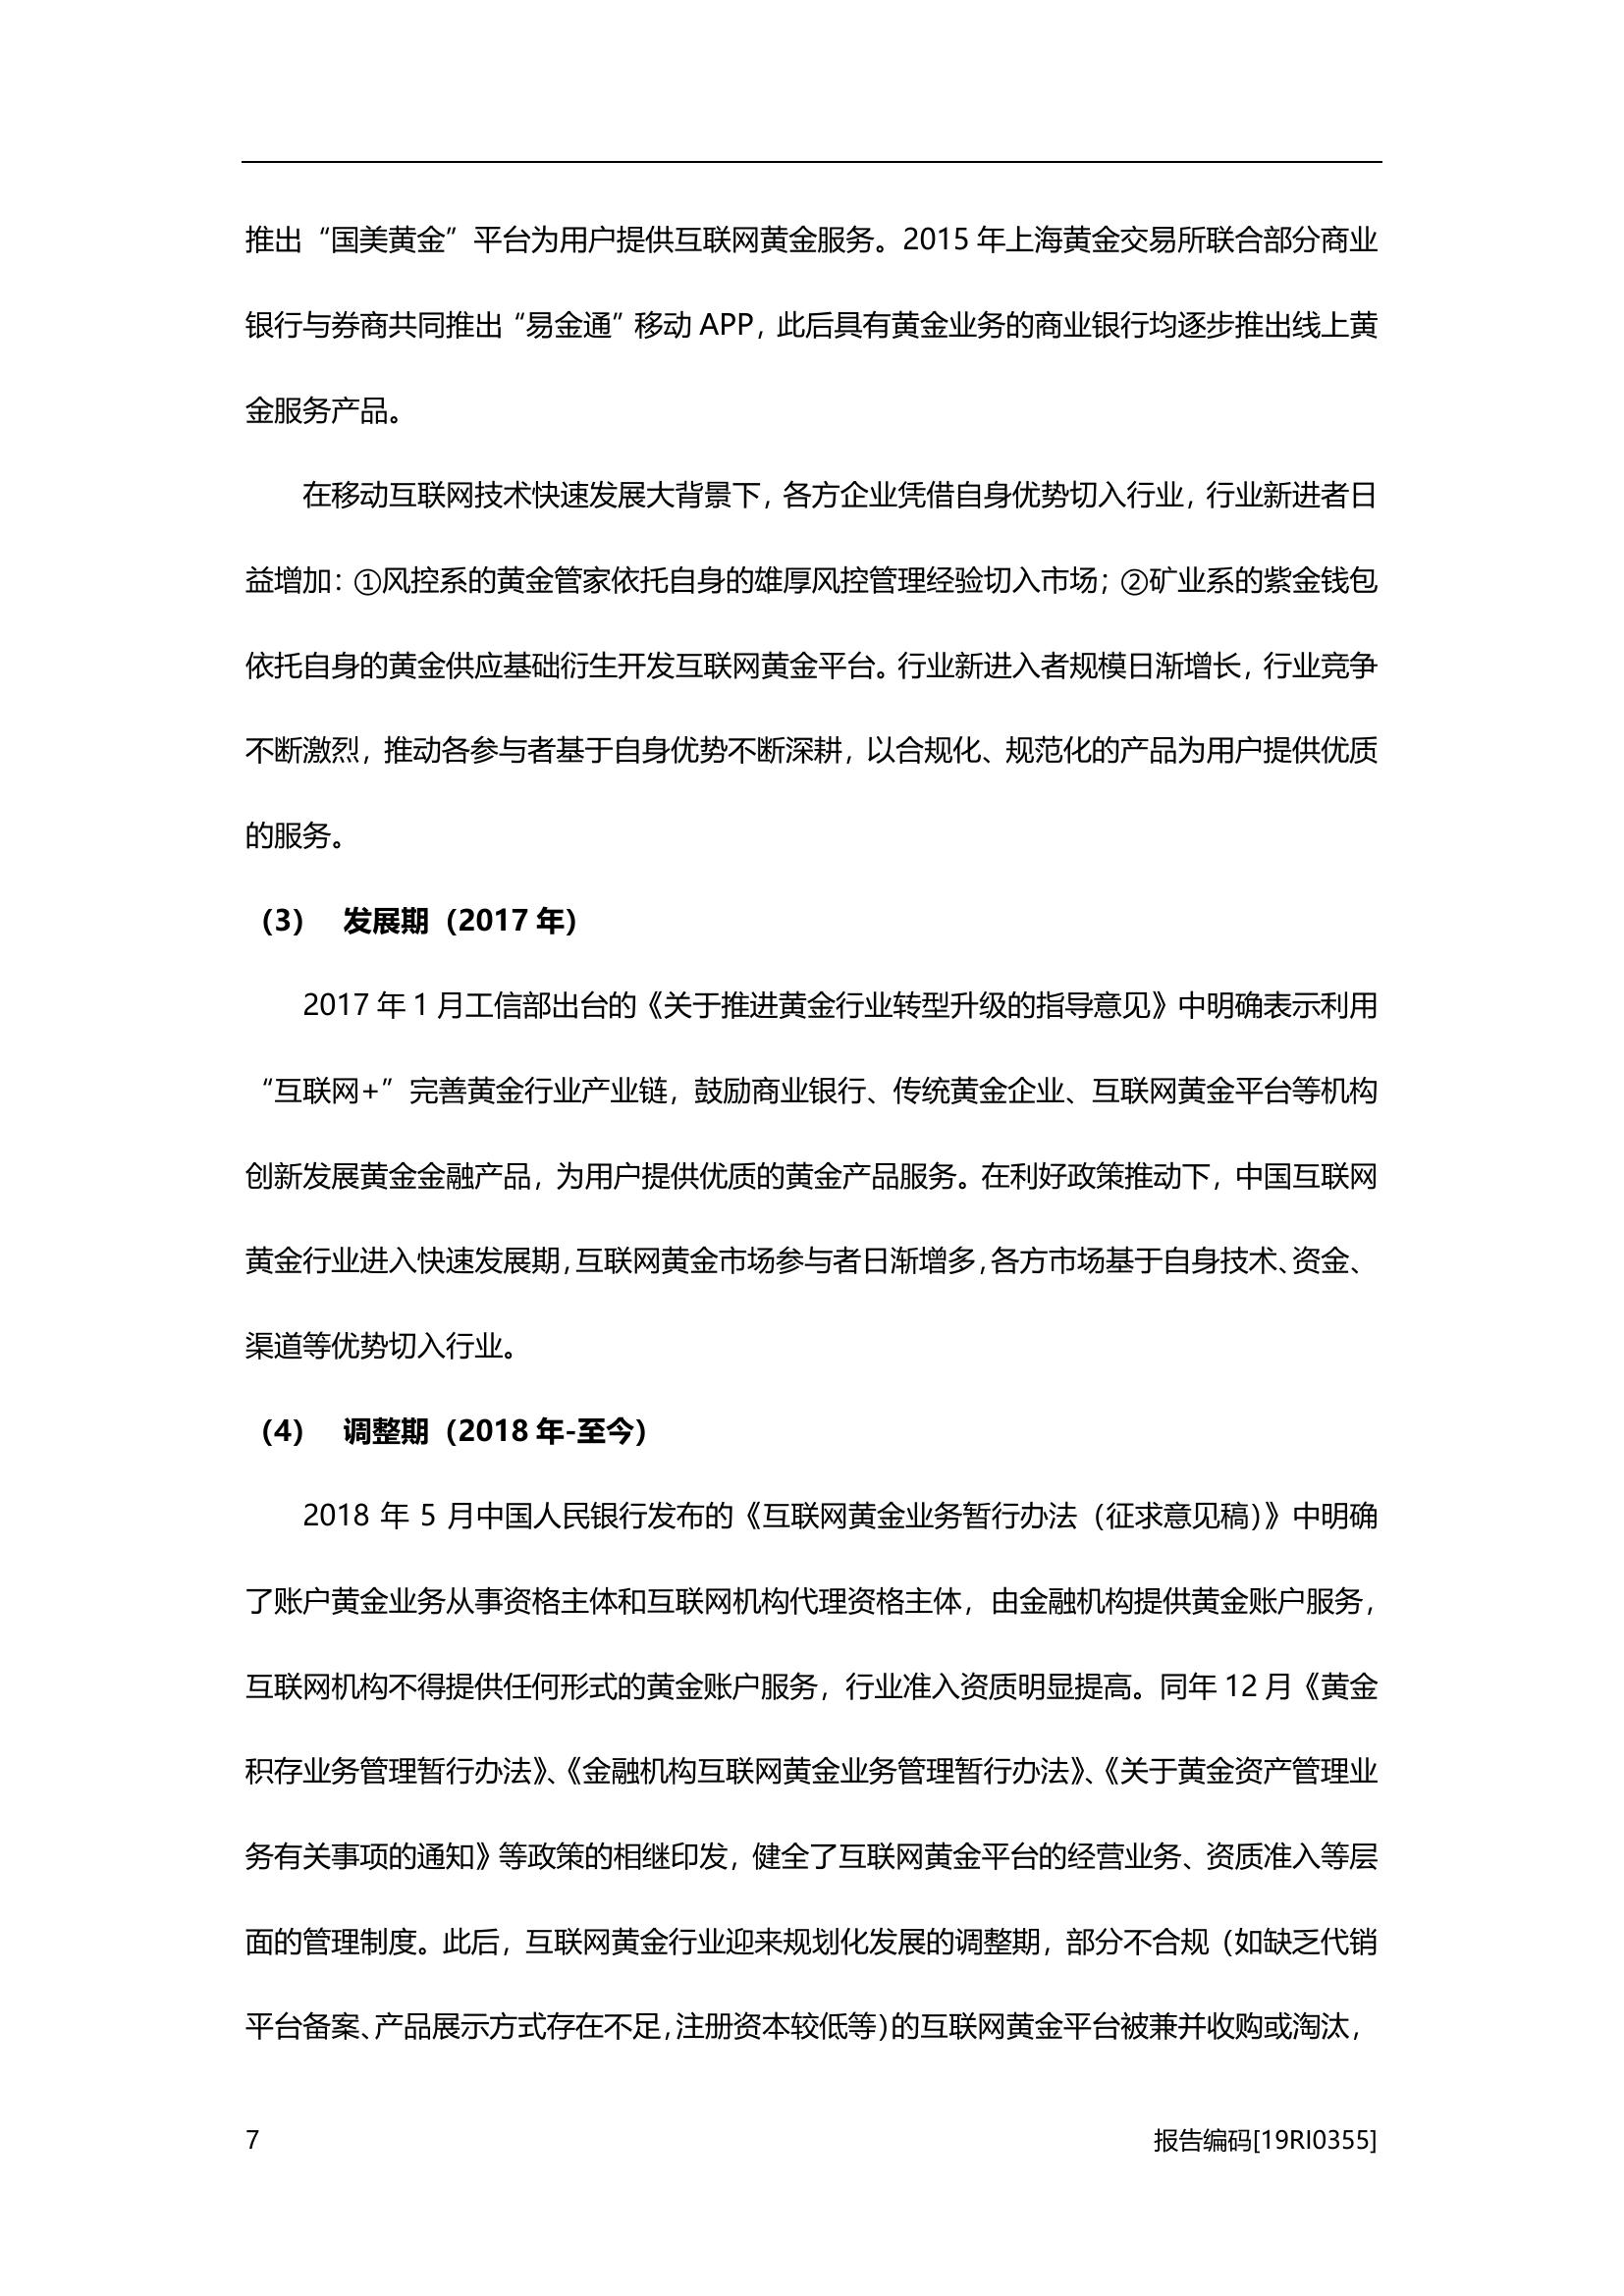 推出“国美黄金”平台为用户提供互联网黄金服务。2015 年上海黄金交易所联合部分商业
银行与券商共同推出“易金通”移动 APP，此后具有黄金业务的商业银行均逐步推出线上黄
金服务产品。
在移动互联网技术快速发展大背景下，各方企业凭借自身优势切入行业，行业新进者日
益增加：①风控系的黄金管家依托自身的雄厚风控管理经验切入市场；②矿业系的紫金钱包
依托自身的黄金供应基础衍生开发互联网黄金平台。行业新进入者规模日渐增长，行业竞争
不断激烈，推动各参与者基于自身优势不断深耕，以合规化、规范化的产品为用户提供优质
的服务。
（3） 发展期（2017 年）
2017 年 1 月工信部出台的《关于推进黄金行业转型升级的指导意见》中明确表示利用
“互联网+”完善黄金行业产业链，鼓励商业银行、传统黄金企业、互联网黄金平台等机构
创新发展黄金金融产品，为用户提供优质的黄金产品服务。在利好政策推动下，中国互联网
黄金行业进入快速发展期，互联网黄金市场参与者日渐增多，各方市场基于自身技术、资金、
渠道等优势切入行业。
（4） 调整期（2018 年-至今）
2018 年 5 月中国人民银行发布的《互联网黄金业务暂行办法（征求意见稿）》中明确
了账户黄金业务从事资格主体和互联网机构代理资格主体，由金融机构提供黄金账户服务，
互联网机构不得提供任何形式的黄金账户服务，行业准入资质明显提高。同年 12 月《黄金
积存业务管理暂行办法》、《金融机构互联网黄金业务管理暂行办法》、《关于黄金资产管理业
务有关事项的通知》等政策的相继印发，健全了互联网黄金平台的经营业务、资质准入等层
面的管理制度。此后，互联网黄金行业迎来规划化发展的调整期，部分不合规（如缺乏代销
平台备案、产品展示方式存在不足，注册资本较低等）的互联网黄金平台被兼并收购或淘汰，
7 报告编码[19RI0355]